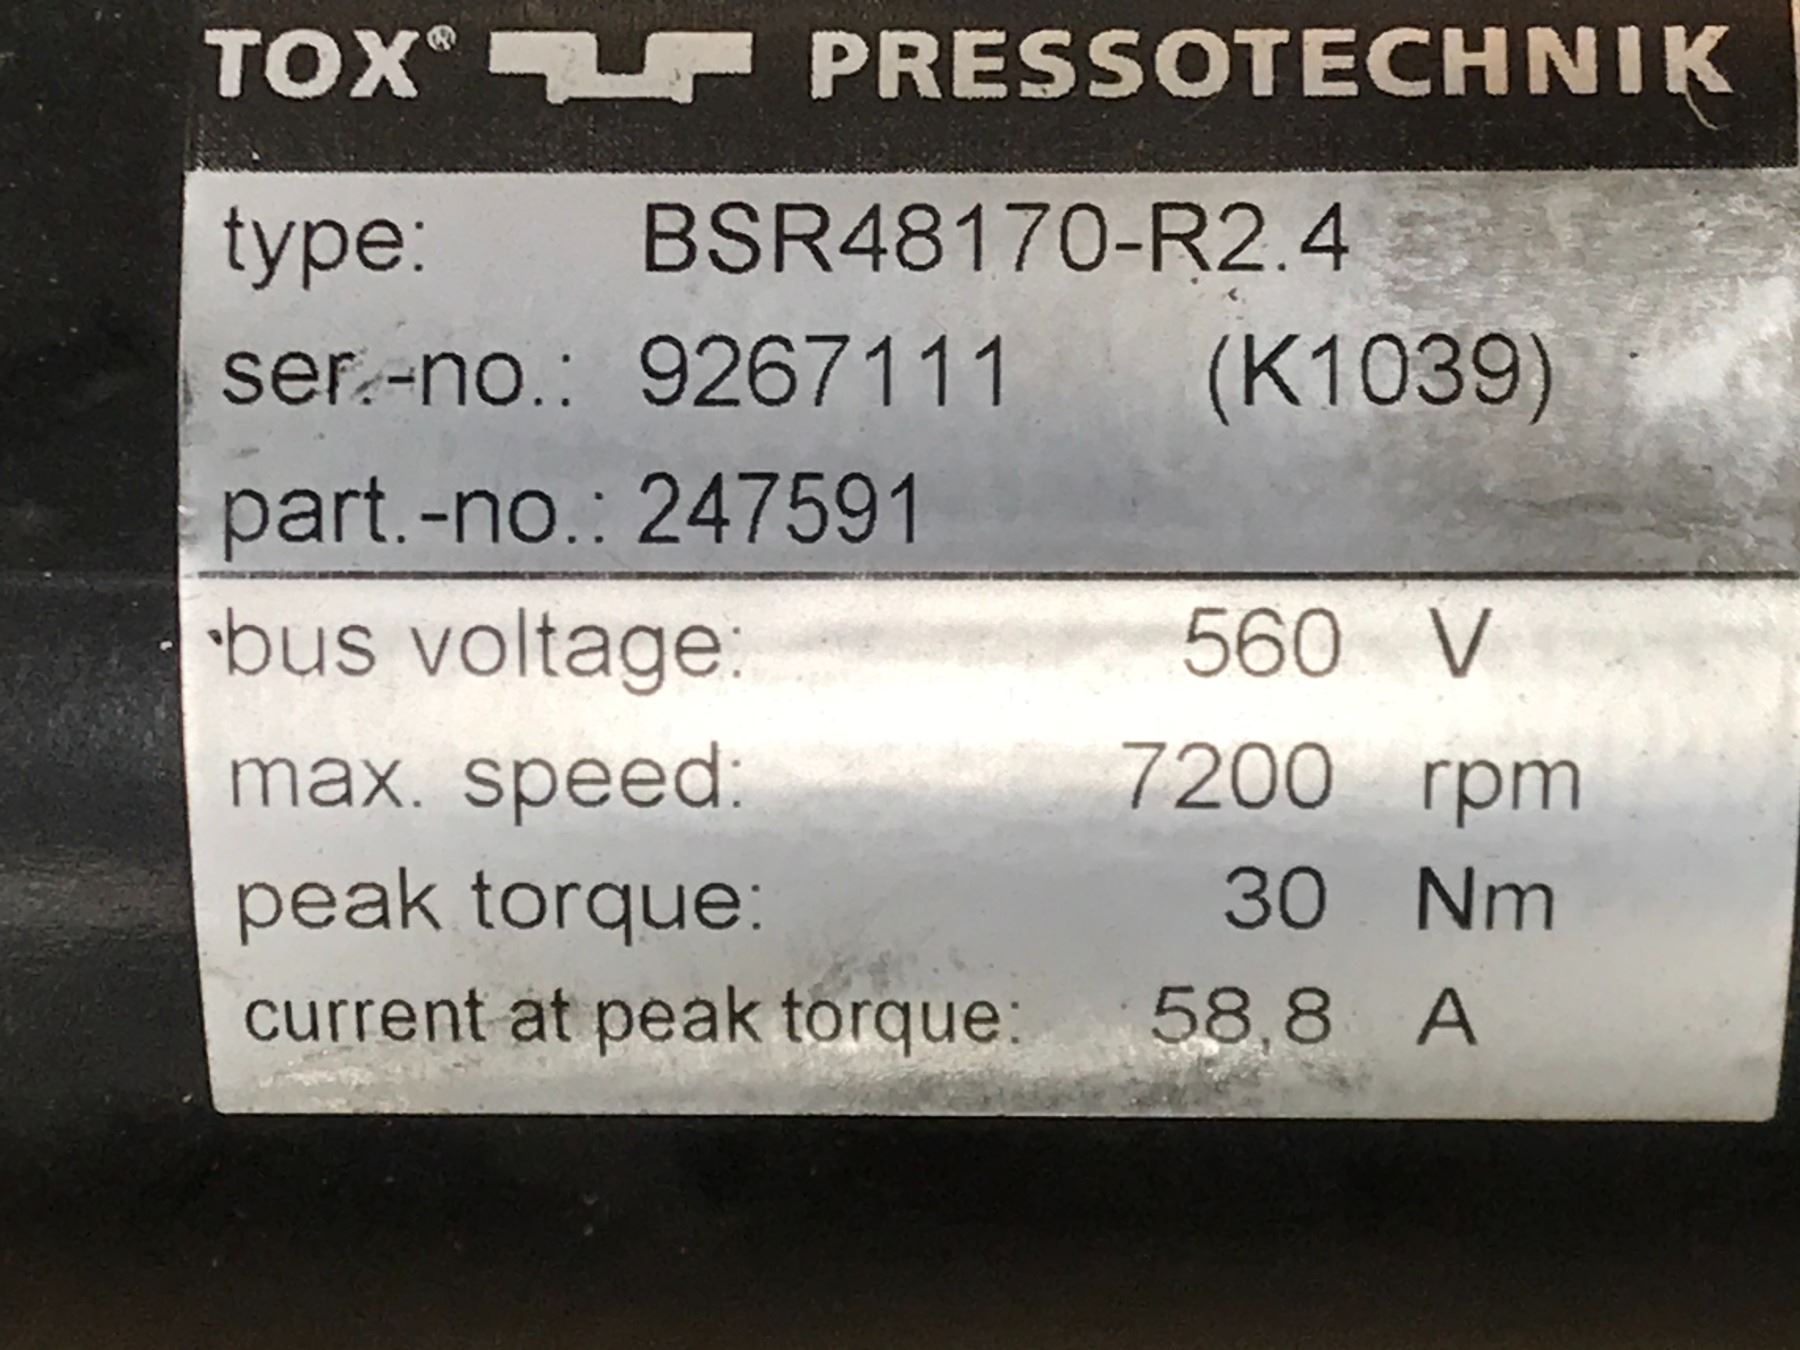 TOX® PRESSOTECHNIK
type: BSR48170-R2.4
ser.-no.: 9267111 (K1039)
part.-no.: 247591
bus voltage: 560 V
max. speed: 7200 rpm
peak torque: 30 Nm
current at peak torque: 58,8 A